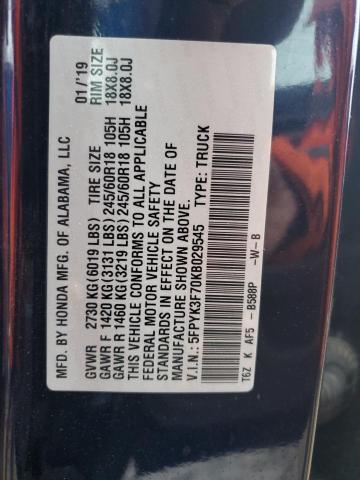 MFD. BY HONDA MFG. OF ALABAMA, LLC 01/'19
GVWR 2730 KG(6019 LBS) TIRE SIZE RIM SIZE
GAWR F 1420 KG(3131 LBS) 245/60R18 105H 18X8.0J
GAWR R 1460 KG(3219 LBS) 245/60R18 105H 18X8.0J
THIS VEHICLE CONFORMS TO ALL APPLICABLE
FEDERAL MOTOR VEHICLE SAFETY
STANDARDS IN EFFECT ON THE DATE OF
MANUFACTURE SHOWN ABOVE.
V.I.N.: 5FPYK3F70KB029545 TYPE: TRUCK
T6Z K AF5 - B588P -W-B